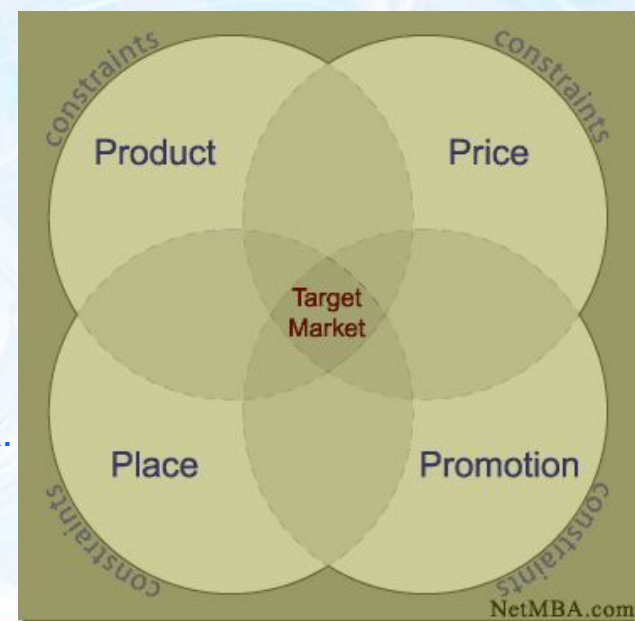 constraints
constraints
Product
Price
Target
Market
.
Place
Promotion
constraints
constraints
NetMBA.com